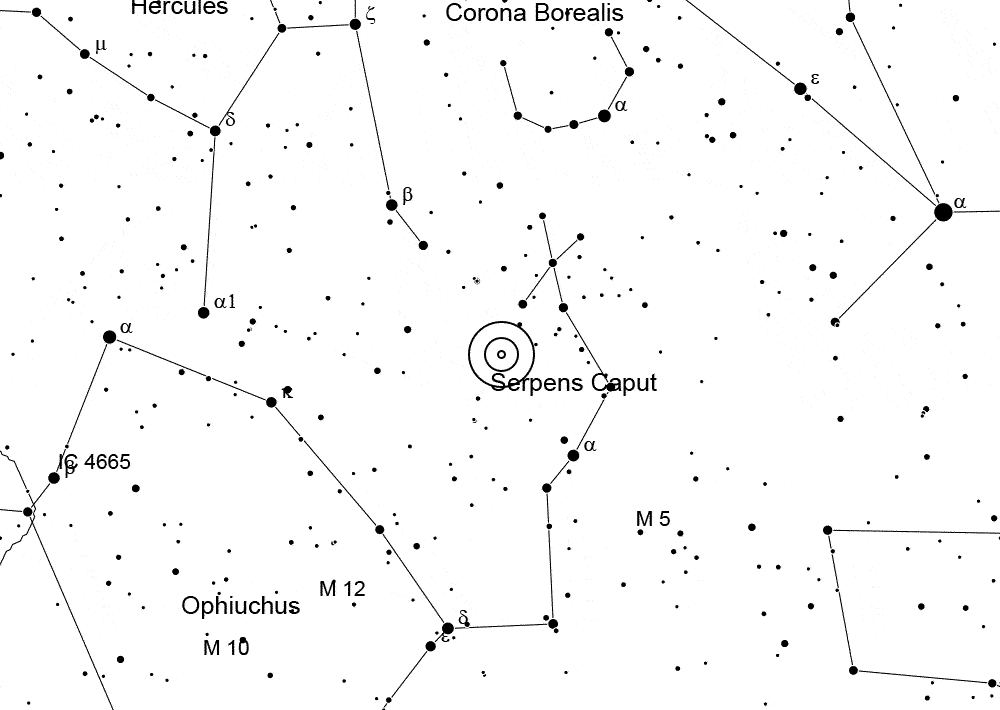 Hercules
ζ
Corona Borealis
μ
ε
α
δ
β
α
α1
α
Serpens Caput
κ
α
IC 4665
β
M 5
M 12
Ophiuchus
δ
ε
M 10